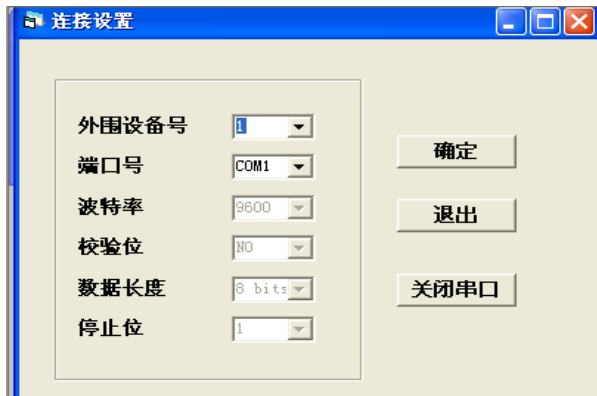 连接设置
外围设备号 1
端口号 COM1
波特率 9600
校验位 NO
数据长度 8 bits
停止位 1
确定
退出
关闭串口